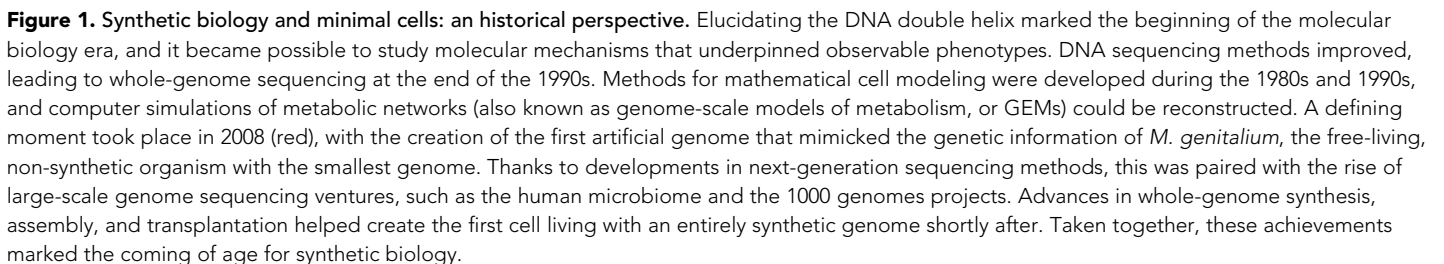 Figure 1. Synthetic biology and minimal cells: an historical perspective. Elucidating the DNA double helix marked the beginning of the molecular
biology era, and it became possible to study molecular mechanisms that underpinned observable phenotypes. DNA sequencing methods improved,
leading to whole-genome sequencing at the end of the 1990s. Methods for mathematical cell modeling were developed during the 1980s and 1990s,
and computer simulations of metabolic networks (also known as genome-scale models of metabolism, or GEMs) could be reconstructed. A defining
moment took place in 2008 (red), with the creation of the first artificial genome that mimicked the genetic information of M. genitalium, the free-living,
non-synthetic organism with the smallest genome. Thanks to developments in next-generation sequencing methods, this was paired with the rise of
large-scale genome sequencing ventures, such as the human microbiome and the 1000 genomes projects. Advances in whole-genome synthesis,
assembly, and transplantation helped create the first cell living with an entirely synthetic genome shortly after. Taken together, these achievements
marked the coming of age for synthetic biology.